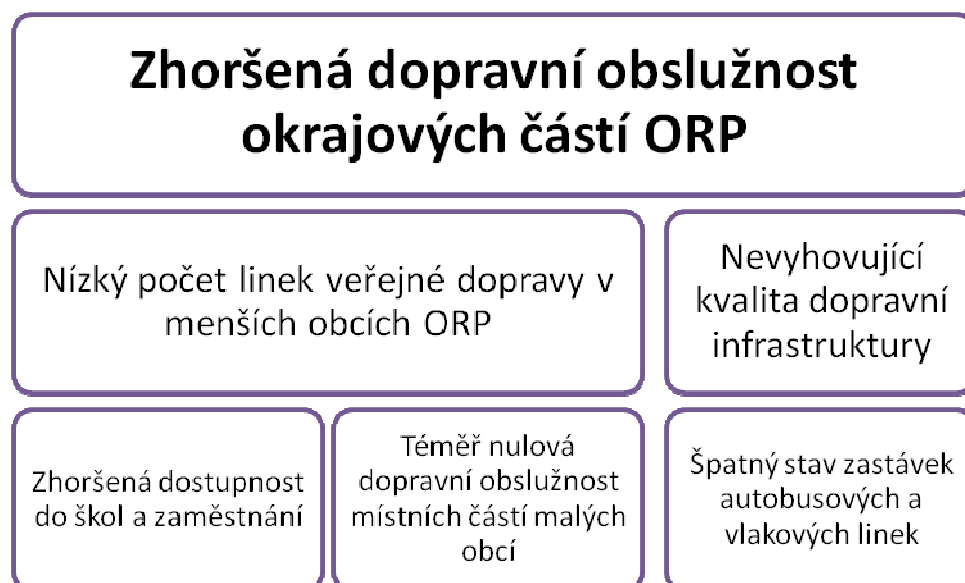 Zhoršená dopravní obslužnost
okrajových částí ORP
Nízký počet linek veřejné dopravy v
menších obcích ORP
Nevyhovující
kvalita dopravní
infrastruktury
Zhoršená dostupnost
do škol a zaměstnání
Téměř nulová
dopravní obslužnost
místních částí malých
obcí
Špatný stav zastávek
autobusových a
vlakových linek